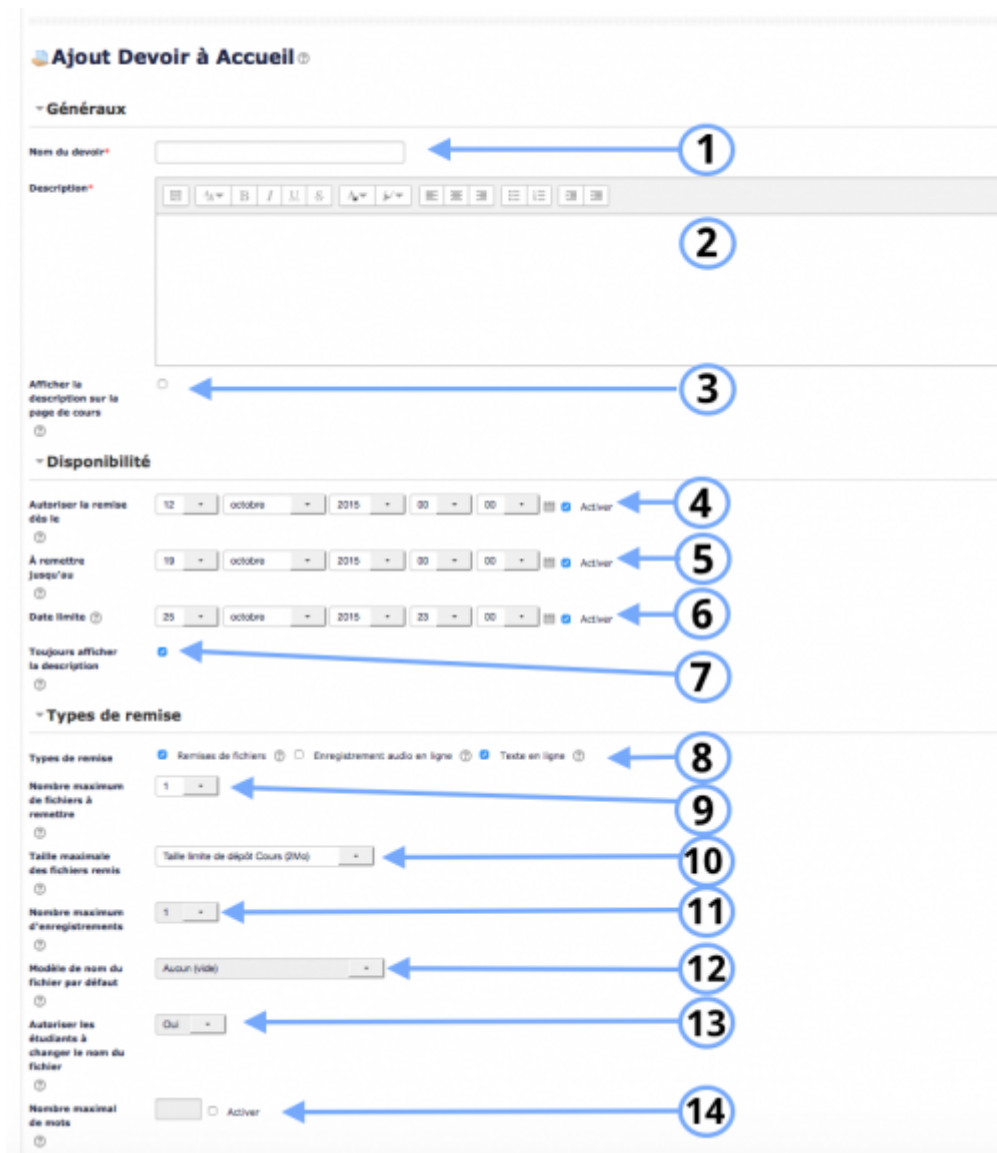 Ajout Devoir à Accueil
Généraux
Nom du devoir*
1
Description*
2
Afficher la
description sur la
page de cours
3
Disponibilité
Autoriser la remise
dès le
12 octobre 2015 00 00 Activer
4
À remettre
jusqu'au
19 octobre 2015 00 00 Activer
5
Date limite
25 octobre 2015 23 00 Activer
6
Toujours afficher
la description
7
Types de remise
Types de remise
Remises de fichiers Enregistrement audio en ligne Texte en ligne
8
Nombre maximum
de fichiers à
remettre
1
9
Taille maximale
des fichiers remis
Taille limite de dépôt Cours (2Mo)
10
Nombre maximum
d'enregistrements
1
11
Modèle de nom du
fichier par défaut
Aucun (vide)
12
Autoriser les
étudiants à
changer le nom du
fichier
Oui
13
Nombre maximal
de mots
Activer
14